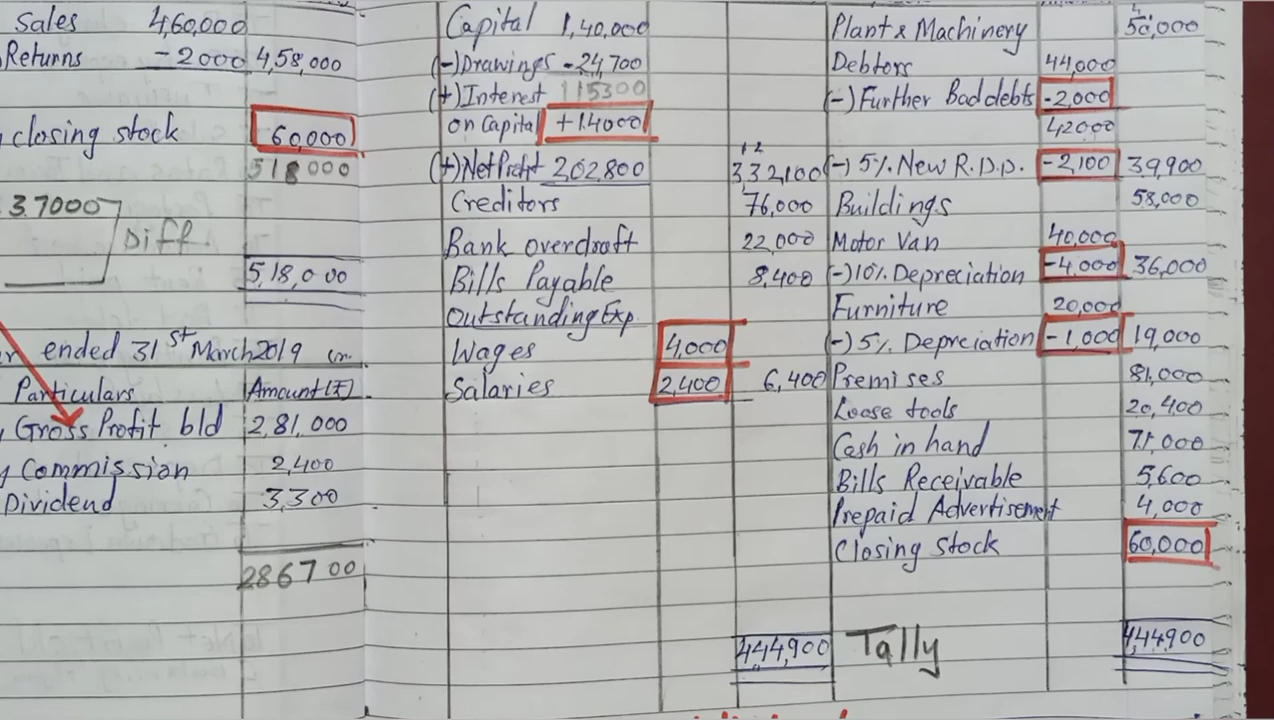 Sales 4,60,000
Returns - 2000 4,58,000
closing stock 60,000
518000
37000
Diff.
5,18,000
ended 31st March 2019
Particulars Amount(₹)
Gross Profit bld 2,81,000
Commission 2,400
Dividend 3,300
286700
Capital 1,40,000
(-) Drawings -24,700
(+) Interest 115300
on Capital +14000
(+) Net Profit 202,800 332,100
Creditors 76,000
Bank overdraft 22,000
Bills Payable 8,400
Outstanding Exp.
Wages 4,000
Salaries 2,400 6,400
444,900 Tally
Plant & Machinery 50,000
Debtors 44,000
(-) Further Bad debts -2,000
42000
(-) 5% New R.D.D. -2,100 39,900
Buildings 58,000
Motor Van 40,000
(-) 10% Depreciation -4,000 36,000
Furniture 20,000
(-) 5% Depreciation -1,000 19,000
Premises 81,000
Loose tools 20,400
Cash in hand 71,000
Bills Receivable 5,600
Prepaid Advertisement 4,000
Closing Stock 60,000
4,44,900